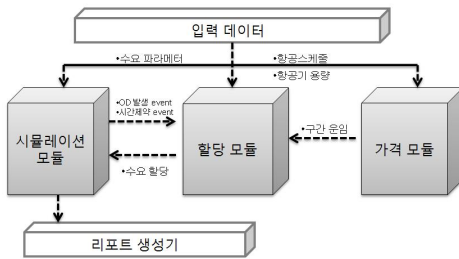 입력 데이터
•수요 파라메터
•항공스케줄
•항공기 용량
•OD 발생 event
•시간제약 event
시뮬레이션
모듈
할당 모듈
•구간 운임
가격 모듈
•수요 할당
리포트 생성기